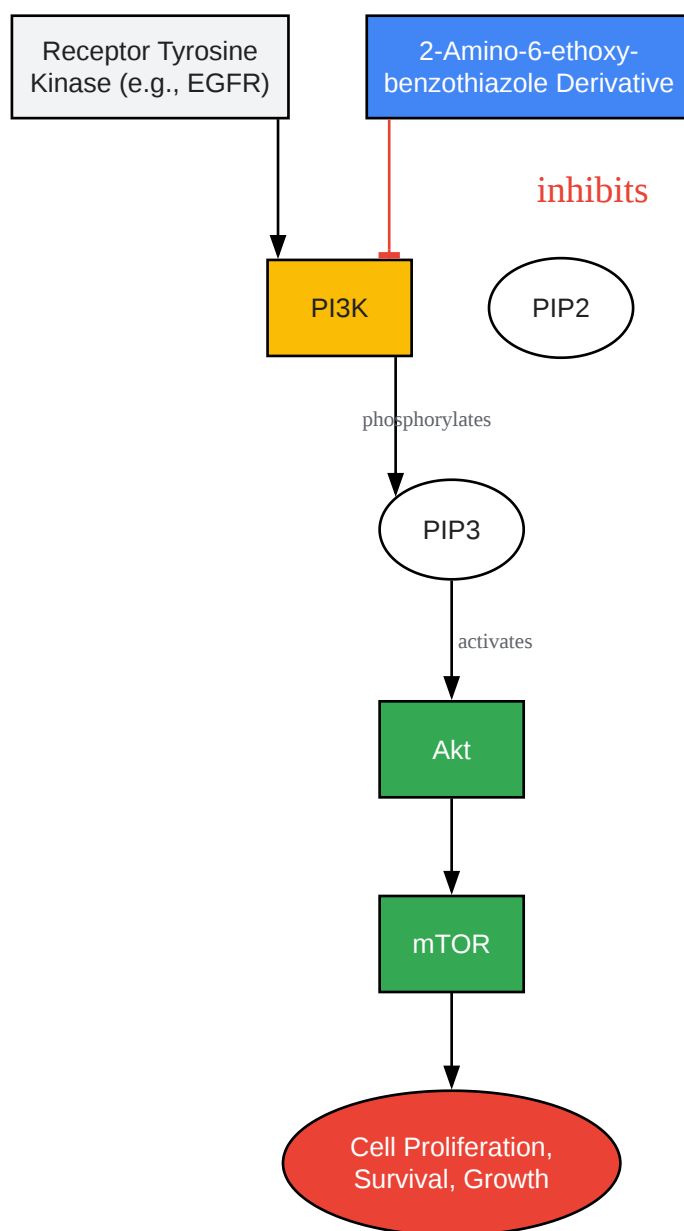 Receptor Tyrosine
Kinase (e.g., EGFR)
2-Amino-6-ethoxy-
benzothiazole Derivative
inhibits
PI3K
PIP2
phosphorylates
PIP3
activates
Akt
mTOR
Cell Proliferation,
Survival, Growth